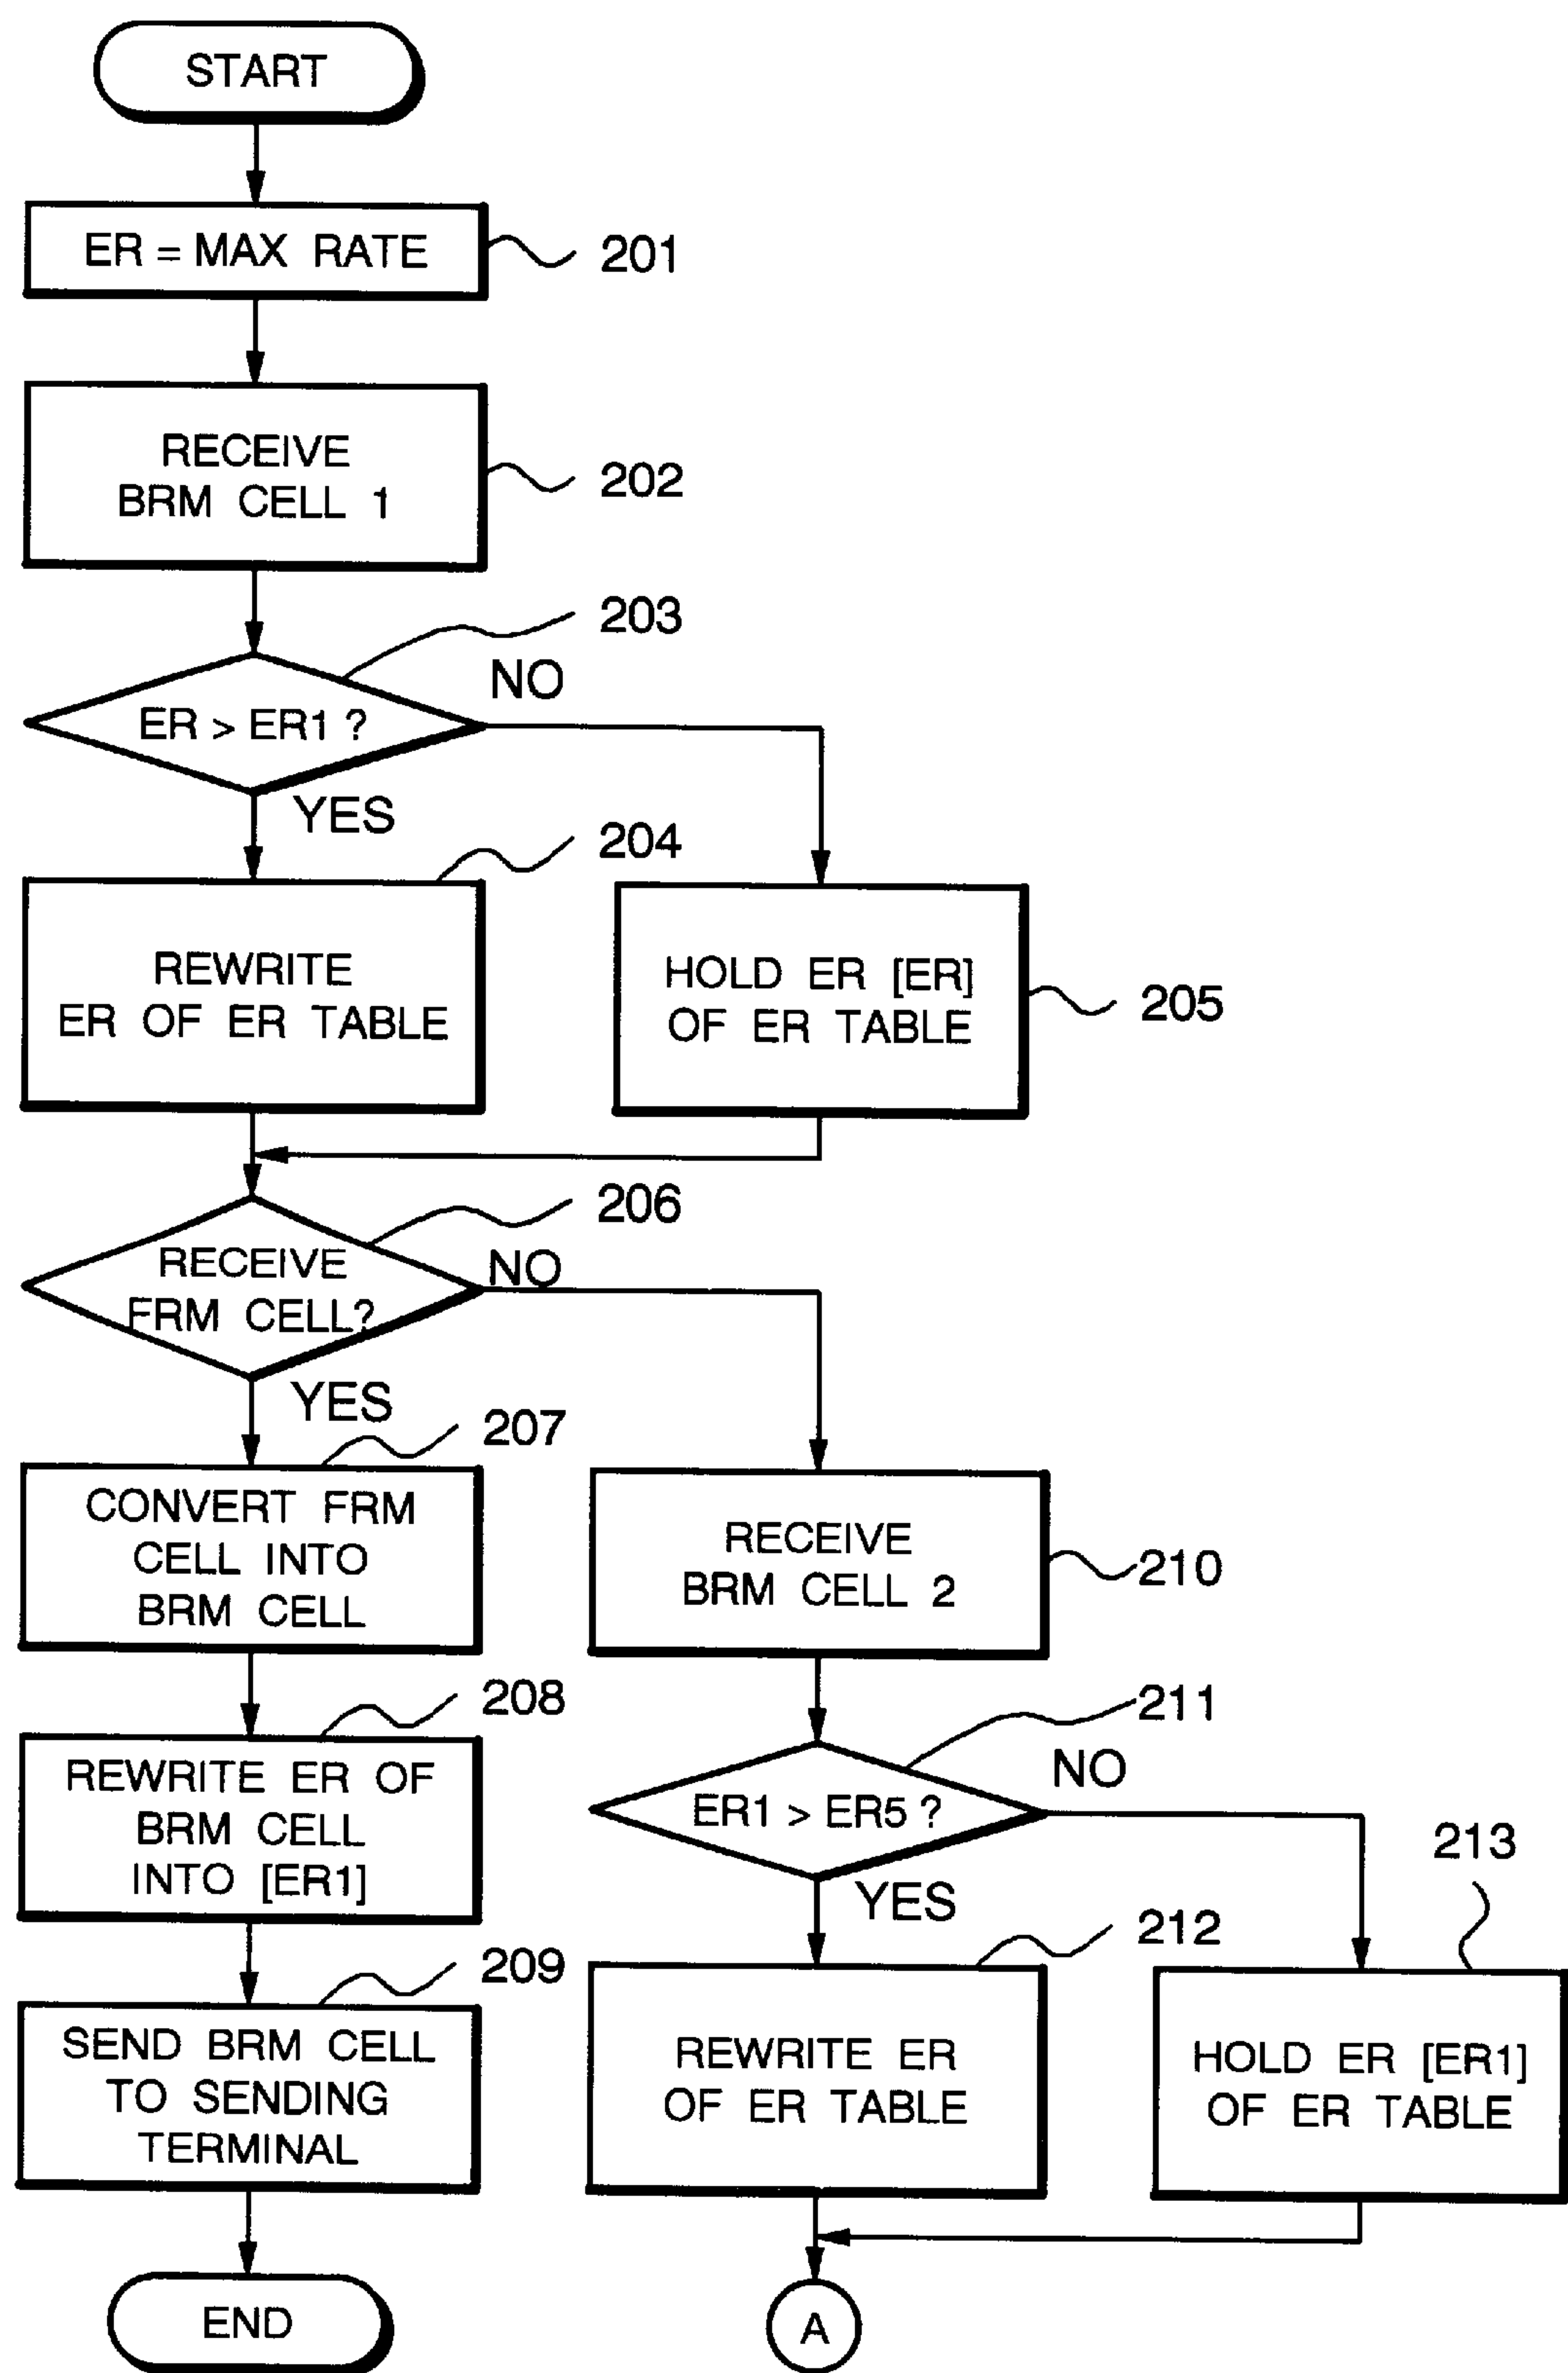 START
ER = MAX RATE
201
RECEIVE
BRM CELL 1
202
203
ER > ER1 ?
NO
YES
204
REWRITE
ER OF ER TABLE
HOLD ER [ER]
OF ER TABLE
205
206
RECEIVE
FRM CELL?
NO
YES
207
CONVERT FRM
CELL INTO
BRM CELL
RECEIVE
BRM CELL 2
210
208
REWRITE ER OF
BRM CELL
INTO [ER1]
211
ER1 > ER5 ?
NO
YES
213
209
SEND BRM CELL
TO SENDING
TERMINAL
212
REWRITE ER
OF ER TABLE
HOLD ER [ER1]
OF ER TABLE
END
A